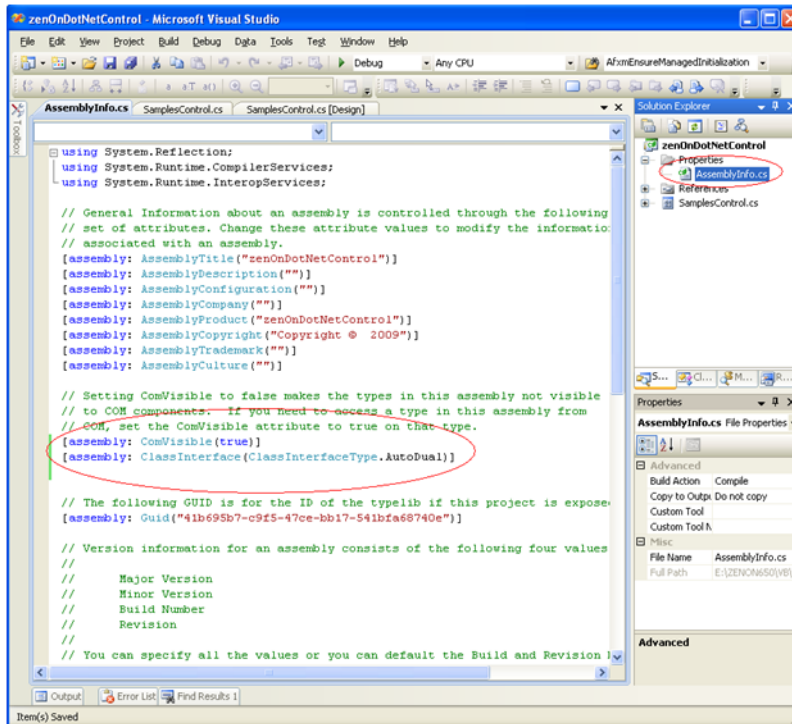 zenOnDotNetControl - Microsoft Visual Studio
File Edit View Project Build Debug Data Tools Test Window Help
Debug Any CPU AfxmEnsureManagedInitialization
AssemblyInfo.cs SamplesControl.cs SamplesControl.cs [Design]
Toolbox
using System.Reflection;
using System.Runtime.CompilerServices;
using System.Runtime.InteropServices;
// General Information about an assembly is controlled through the following
// set of attributes. Change these attribute values to modify the informatio
// associated with an assembly.
[assembly: AssemblyTitle("zenOnDotNetControl")]
[assembly: AssemblyDescription("")]
[assembly: AssemblyConfiguration("")]
[assembly: AssemblyCompany("")]
[assembly: AssemblyProduct("zenOnDotNetControl")]
[assembly: AssemblyCopyright("Copyright © 2009")]
[assembly: AssemblyTrademark("")]
[assembly: AssemblyCulture("")]
// Setting ComVisible to false makes the types in this assembly not visible
// to COM components. If you need to access a type in this assembly from
// COM, set the ComVisible attribute to true on that type.
[assembly: ComVisible(true)]
[assembly: ClassInterface(ClassInterfaceType.AutoDual)]
// The following GUID is for the ID of the typelib if this project is expose
[assembly: Guid("41b695b7-c9f5-47ce-bb17-541bfa68740e")]
// Version information for an assembly consists of the following four values
//
// Major Version
// Minor Version
// Build Number
// Revision
//
// You can specify all the values or you can default the Build and Revision
Solution Explorer
zenOnDotNetControl
Properties
AssemblyInfo.cs
References
SamplesControl.cs
S... Cl... M... R...
Properties
AssemblyInfo.cs File Properties
Advanced
Build Action Compile
Copy to Outpu Do not copy
Custom Tool
Custom Tool N
Misc
File Name AssemblyInfo.cs
Full Path E:\ZENON650\VB\
Advanced
Output Error List Find Results 1
Item(s) Saved